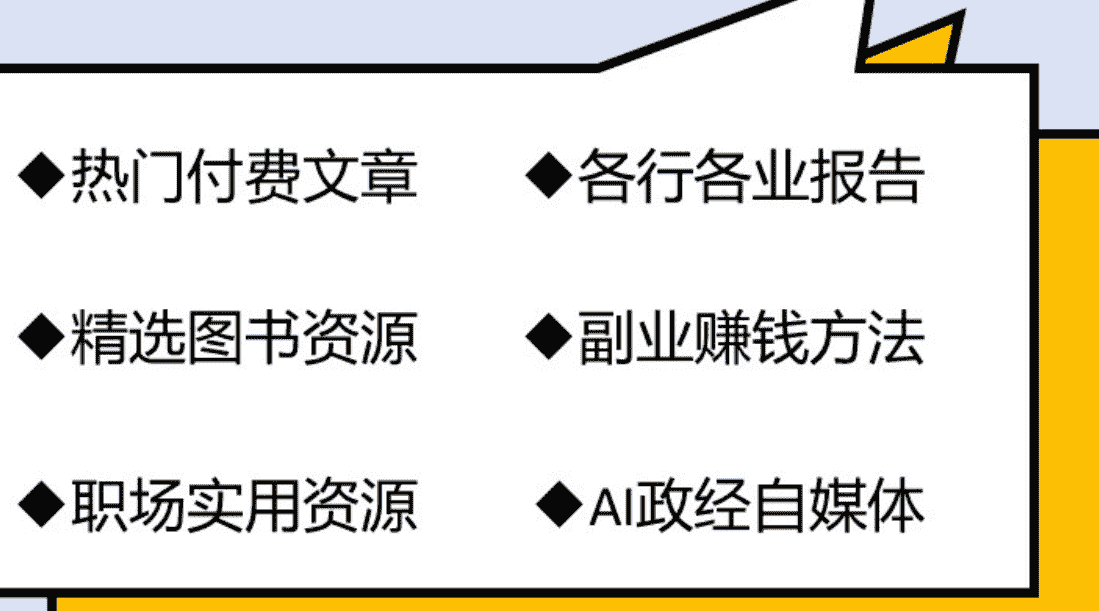 ◆热门付费文章 ◆各行各业报告
◆精选图书资源 ◆副业赚钱方法
◆职场实用资源 ◆AI政经自媒体